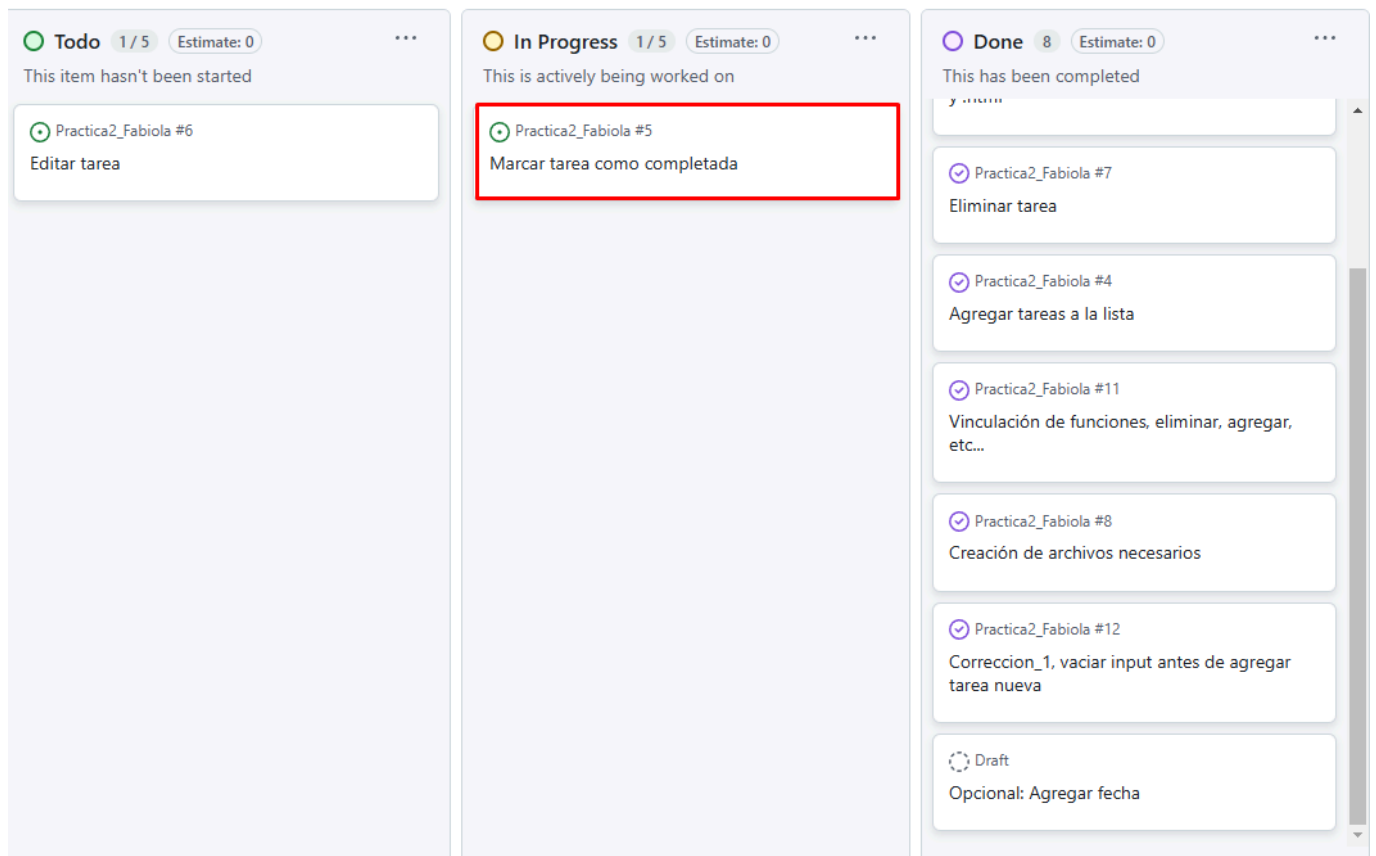 Todo 1 / 5 Estimate: 0
This item hasn't been started
Practica2_Fabiola #6
Editar tarea
In Progress 1 / 5 Estimate: 0
This is actively being worked on
Practica2_Fabiola #5
Marcar tarea como completada
Done 8 Estimate: 0
This has been completed
y .html
Practica2_Fabiola #7
Eliminar tarea
Practica2_Fabiola #4
Agregar tareas a la lista
Practica2_Fabiola #11
Vinculación de funciones, eliminar, agregar,
etc...
Practica2_Fabiola #8
Creación de archivos necesarios
Practica2_Fabiola #12
Correccion_1, vaciar input antes de agregar
tarea nueva
Draft
Opcional: Agregar fecha